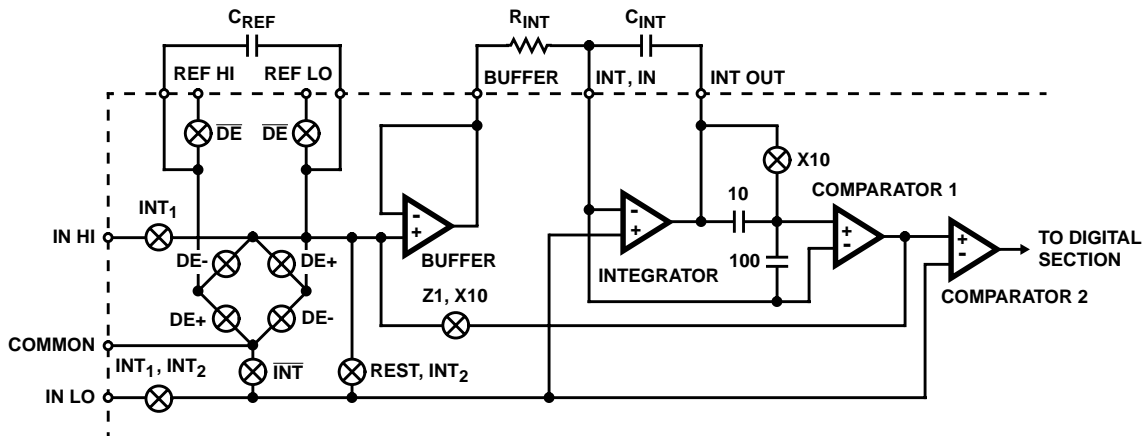 C_REF
R_INT
C_INT
REF HI
REF LO
BUFFER
INT, IN
INT OUT
DE
DE
X10
INT₁
10
COMPARATOR 1
IN HI
-
+
-
+
+
-
+
-
TO DIGITAL
SECTION
DE-
DE+
BUFFER
INTEGRATOR
100
COMPARATOR 2
Z1, X10
DE+
DE-
COMMON
INT₁, INT₂
INT
REST, INT₂
IN LO